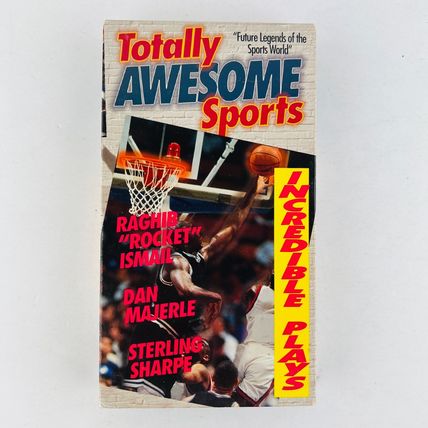 Totally
AWESOME
Sports
"Future Legends of the
Sports World"
RAGHIB
"ROCKET"
ISMAIL
DAN
MAJERLE
STERLING
SHARPE
INCREDIBLE PLAYS